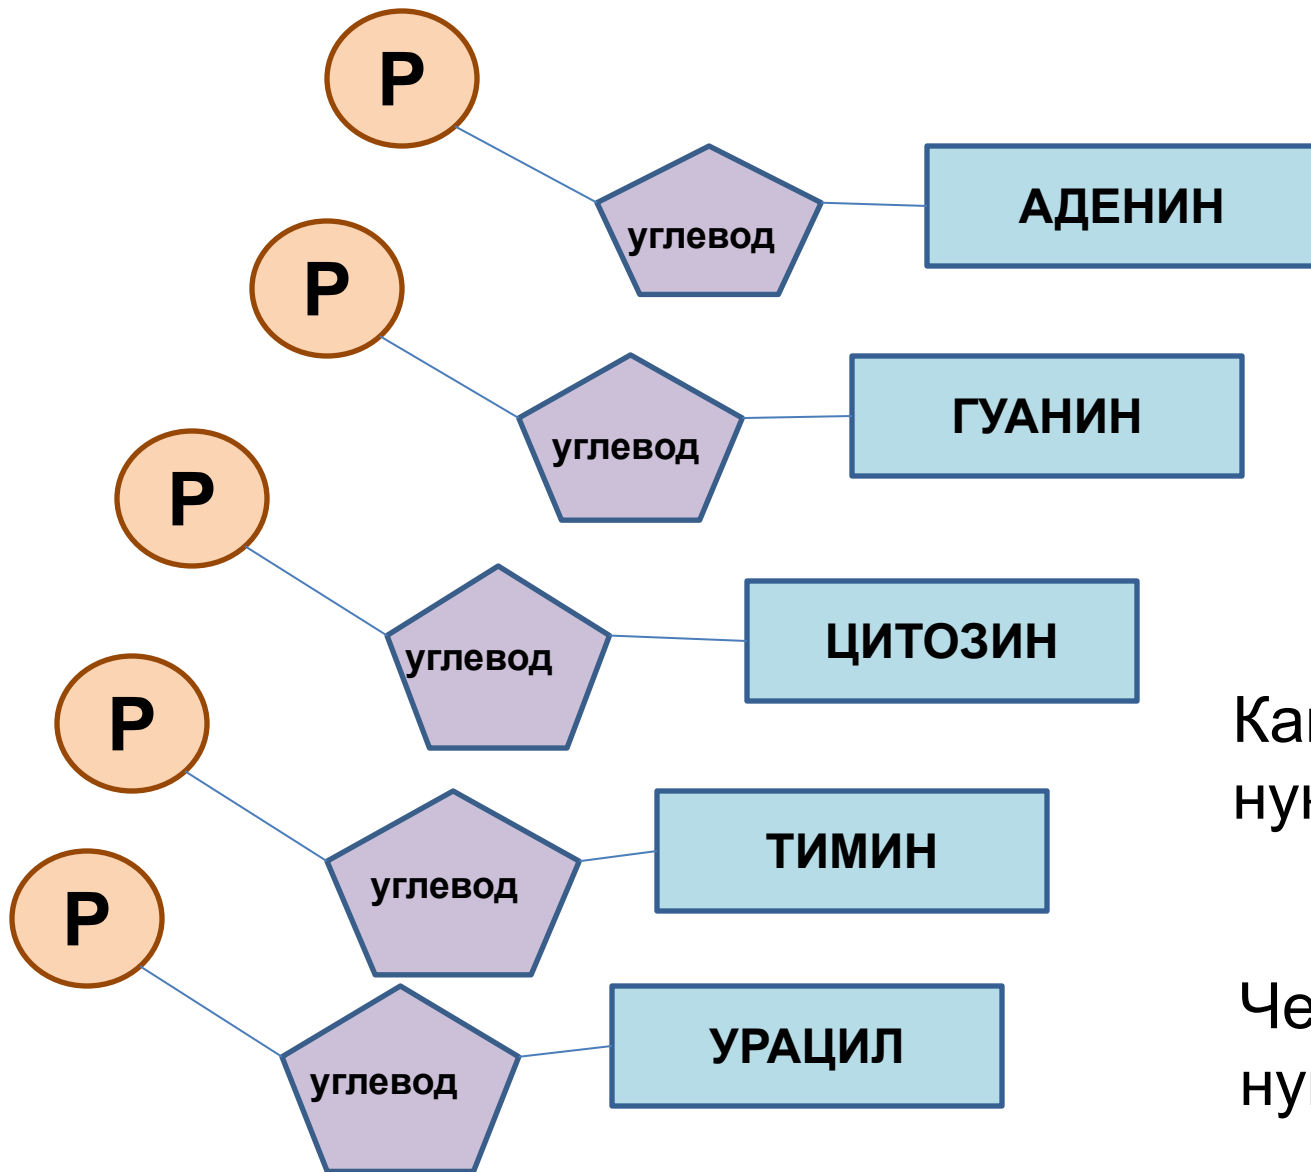 Р
углевод
АДЕНИН
Р
углевод
ГУАНИН
Р
углевод
ЦИТОЗИН
Р
углевод
ТИМИН
Р
углевод
УРАЦИЛ